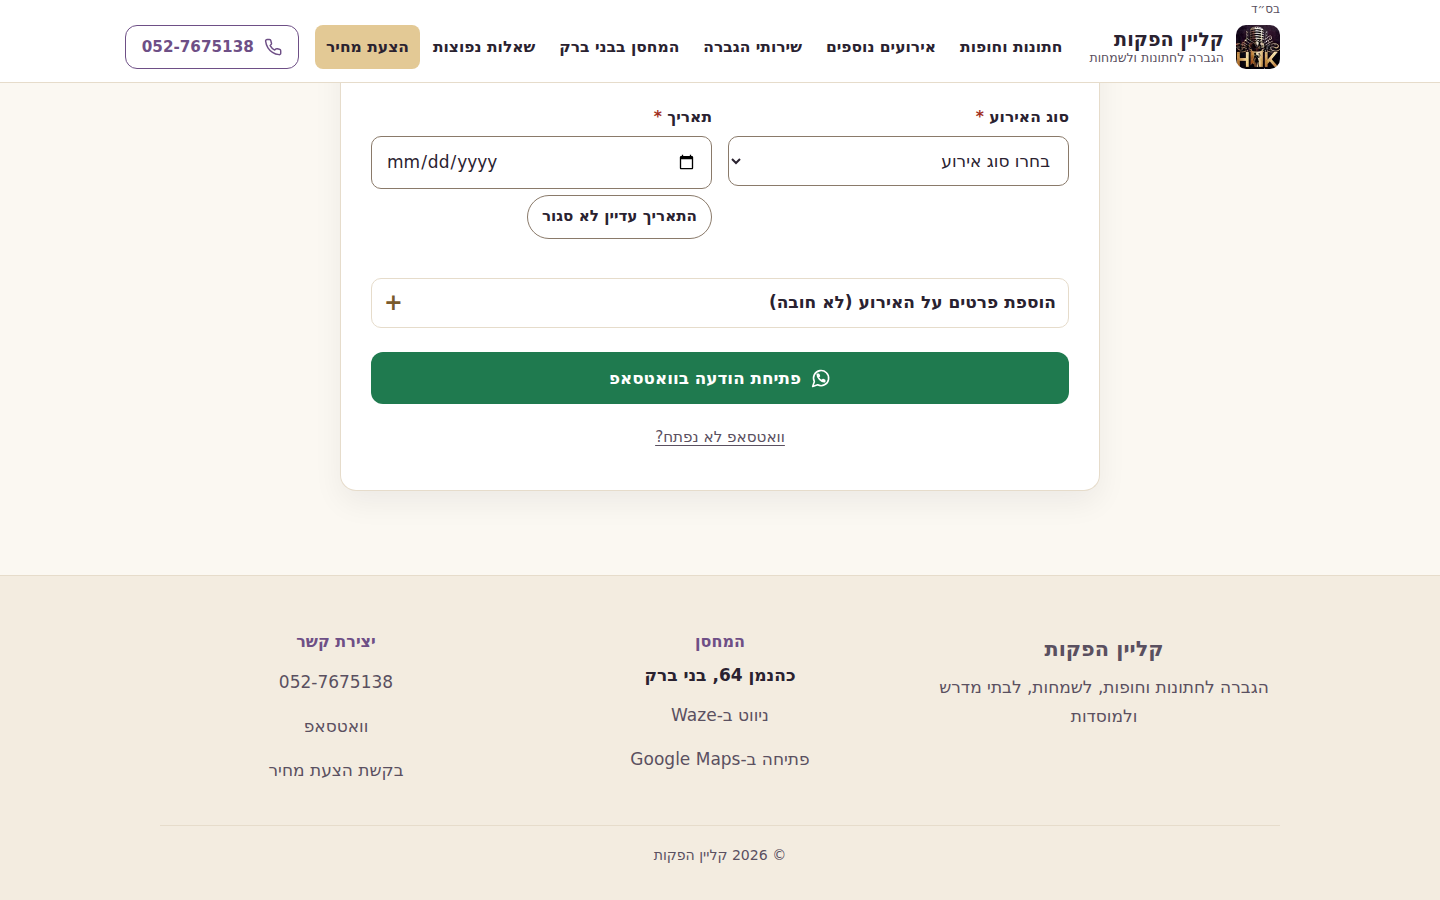 בס״ד
קליין הפקות
הגברה לחתונות ולשמחות
חתונות וחופות
אירועים נוספים
שירותי הגברה
המחסן בבני ברק
שאלות נפוצות
הצעת מחיר
052-7675138
סוג האירוע *
תאריך *
בחרו סוג אירוע
mm/dd/yyyy
התאריך עדיין לא סגור
הוספת פרטים על האירוע (לא חובה)
+
פתיחת הודעה בוואטסאפ
וואטסאפ לא נפתח?
קליין הפקות
הגברה לחתונות וחופות, לשמחות, לבתי מדרש
ולמוסדות
המחסן
כהנמן 64, בני ברק
ניווט ב-Waze
פתיחה ב-Google Maps
יצירת קשר
052-7675138
וואטסאפ
בקשת הצעת מחיר
© 2026 קליין הפקות